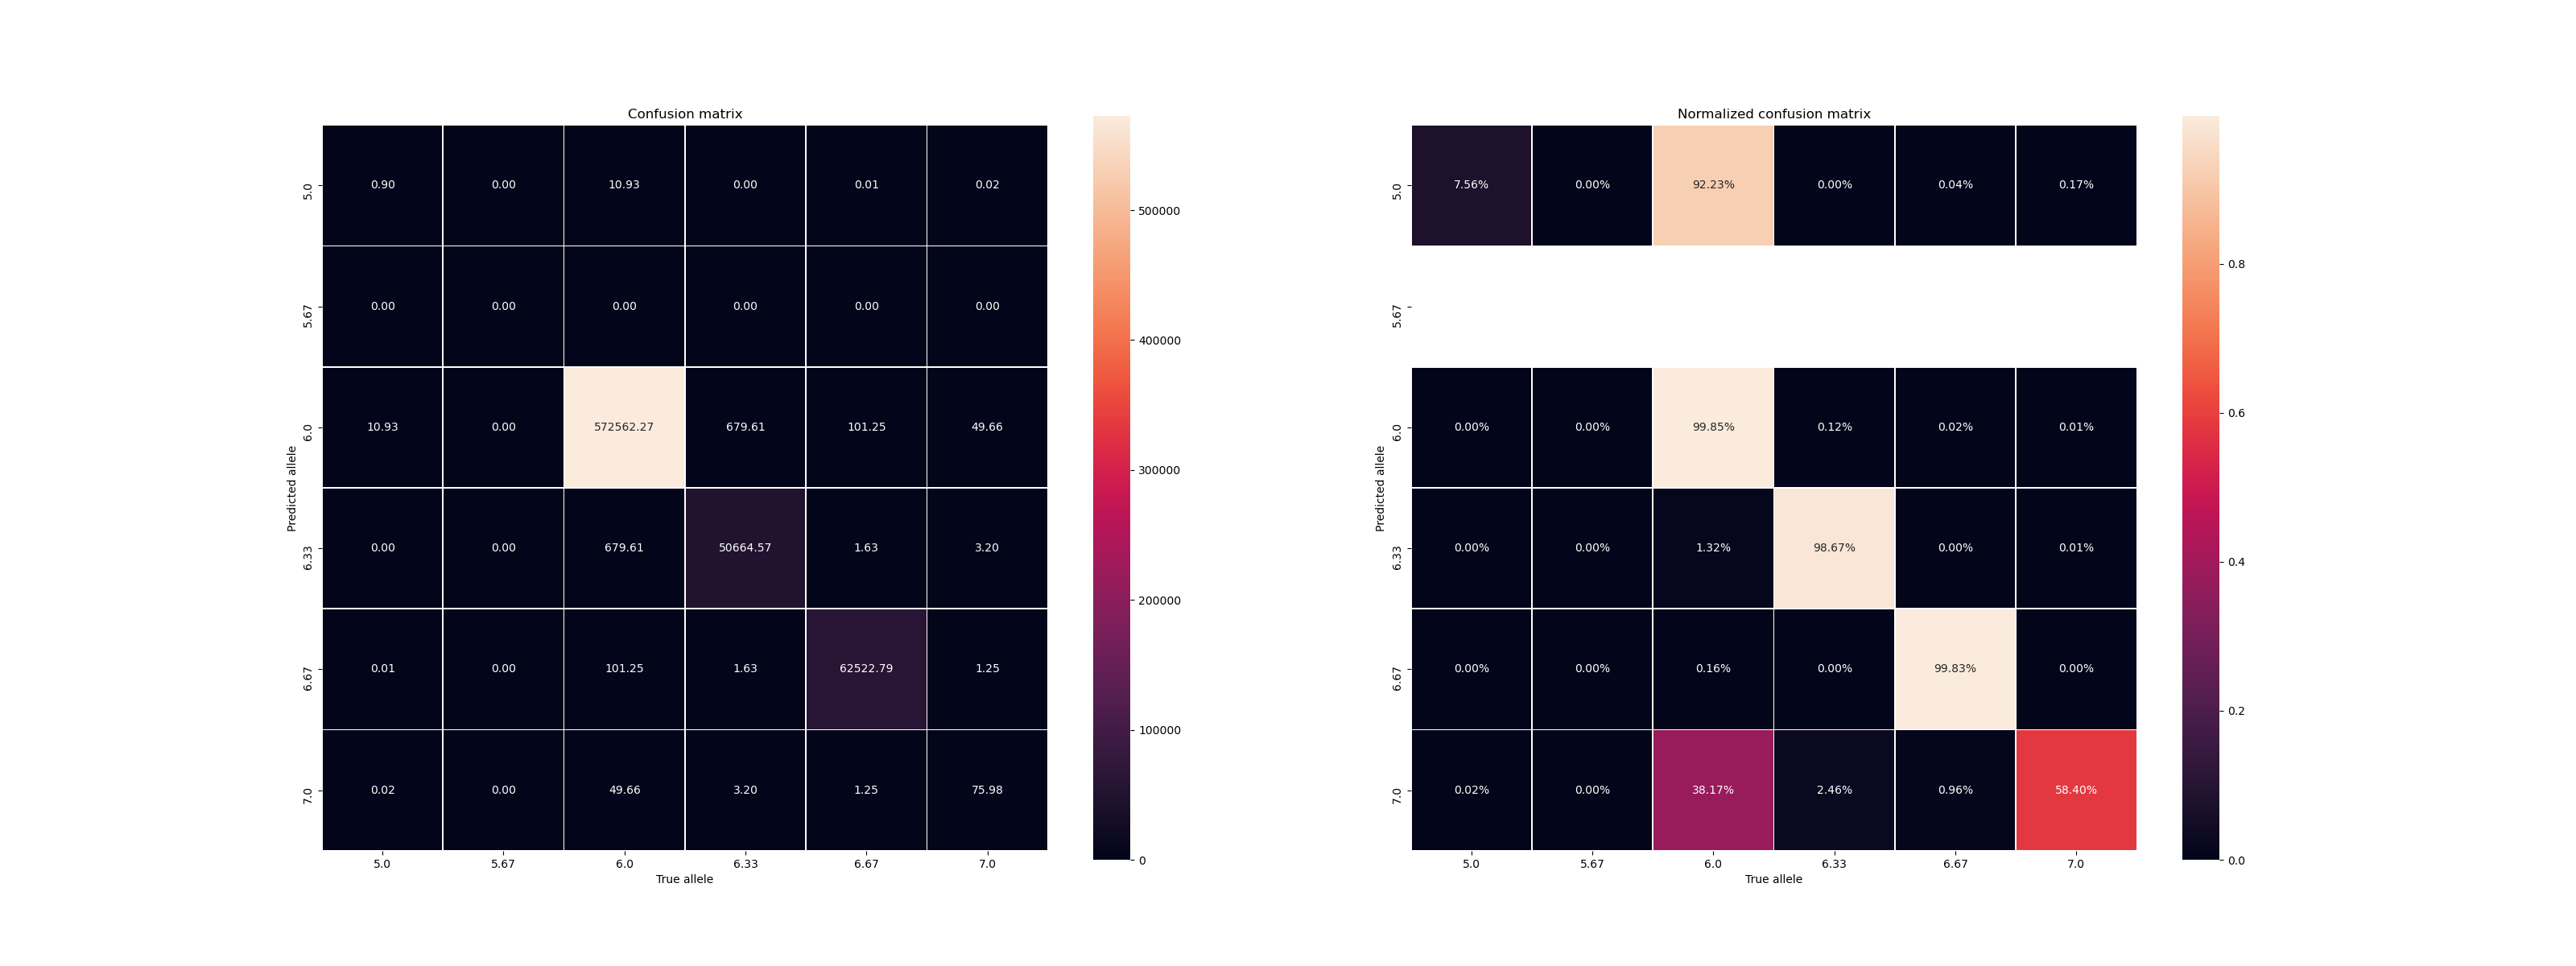 Confusion matrix
5.0 0.90 0.00 10.93 0.00 0.01 0.02
5.67 0.00 0.00 0.00 0.00 0.00 0.00
6.0 10.93 0.00 572562.27 679.61 101.25 49.66
6.33 0.00 0.00 679.61 50664.57 1.63 3.20
6.67 0.01 0.00 101.25 1.63 62522.79 1.25
7.0 0.02 0.00 49.66 3.20 1.25 75.98
5.0 5.67 6.0 6.33 6.67 7.0
True allele
Predicted allele
500000
400000
300000
200000
100000
0
Normalized confusion matrix
5.0 7.56% 0.00% 92.23% 0.00% 0.04% 0.17%
5.67
6.0 0.00% 0.00% 99.85% 0.12% 0.02% 0.01%
6.33 0.00% 0.00% 1.32% 98.67% 0.00% 0.01%
6.67 0.00% 0.00% 0.16% 0.00% 99.83% 0.00%
7.0 0.02% 0.00% 38.17% 2.46% 0.96% 58.40%
5.0 5.67 6.0 6.33 6.67 7.0
True allele
Predicted allele
0.8
0.6
0.4
0.2
0.0